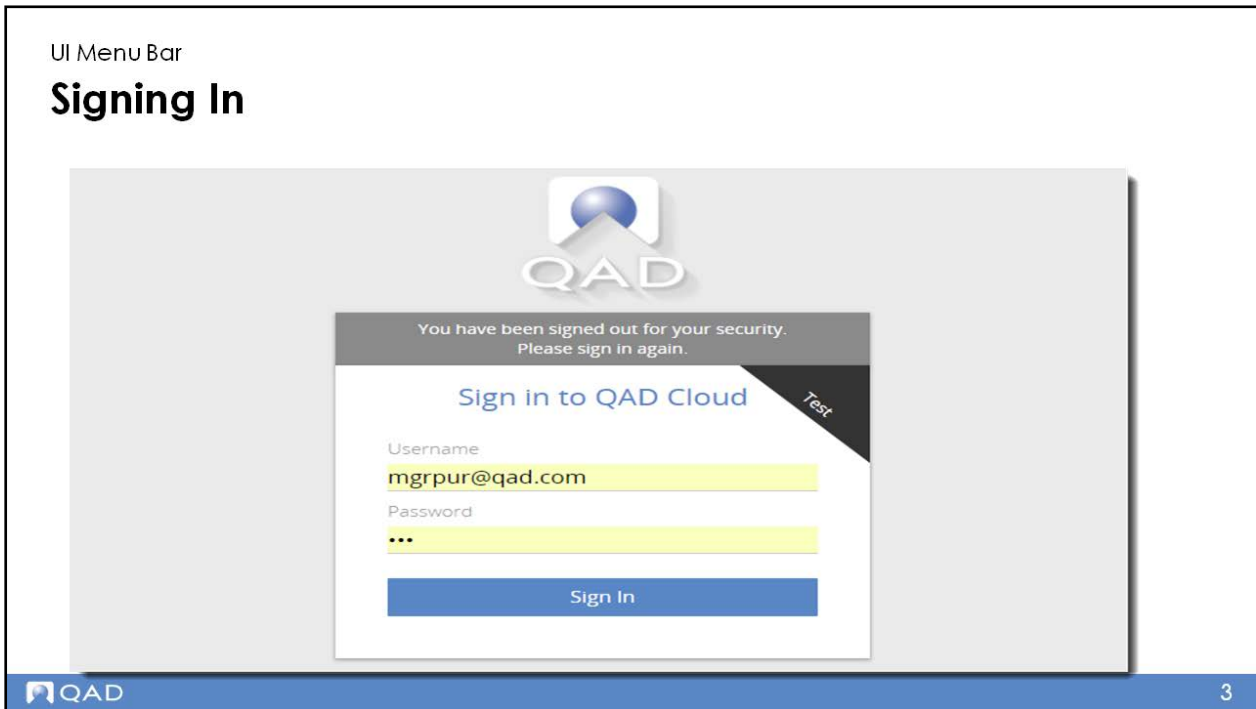 UI Menu Bar
Signing In
QAD
You have been signed out for your security.
Please sign in again.
Sign in to QAD Cloud
Test
Username
mgrpur@qad.com
Password
•••
Sign In
QAD
3